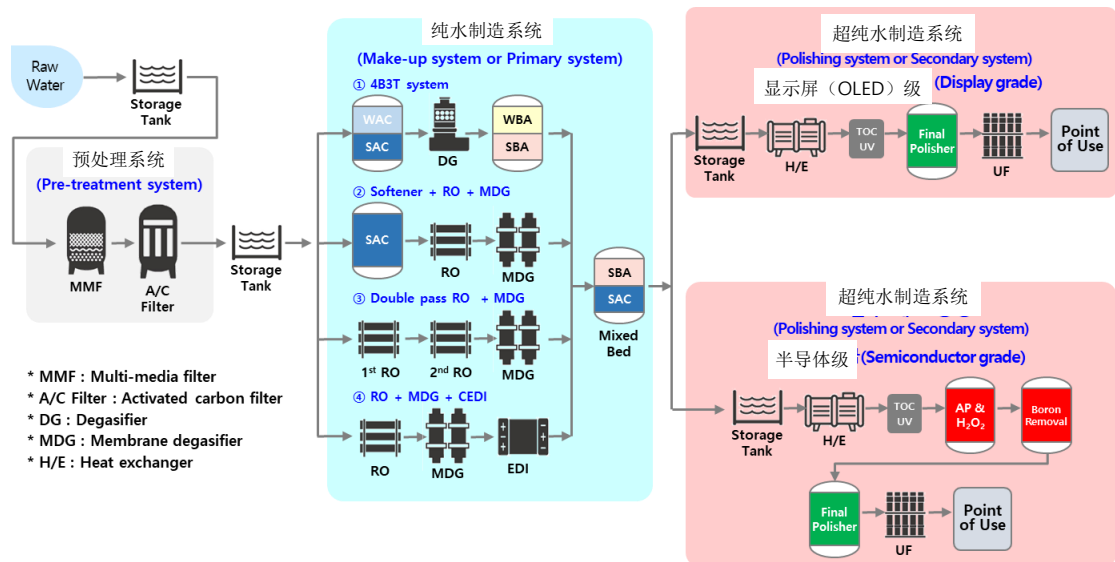 Raw
Water
Storage
Tank
预处理系统
(Pre-treatment system)
MMF
A/C
Filter
Storage
Tank
* MMF : Multi-media filter
* A/C Filter : Activated carbon filter
* DG : Degasifier
* MDG : Membrane degasifier
* H/E : Heat exchanger
纯水制造系统
(Make-up system or Primary system)
① 4B3T system
WAC
SAC
DG
WBA
SBA
② Softener + RO + MDG
SAC
RO
MDG
③ Double pass RO + MDG
1st RO
2nd RO
MDG
④ RO + MDG + CEDI
RO
MDG
EDI
SBA
SAC
Mixed
Bed
超纯水制造系统
(Polishing system or Secondary system)
显示屏（OLED）级 (Display grade)
Storage
Tank
H/E
TOC
UV
Final
Polisher
UF
Point
of Use
超纯水制造系统
(Polishing system or Secondary system)
半导体级 (Semiconductor grade)
Storage
Tank
H/E
TOC
UV
AP &
H₂O₂
Boron
Removal
Final
Polisher
UF
Point
of Use